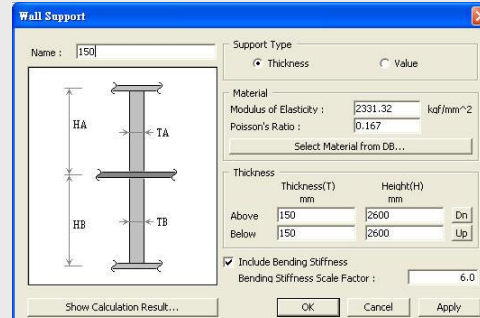 Wall Support
Name : 150
HA
TA
HB
TB
Show Calculation Result...
Support Type
Thickness
Value
Material
Modulus of Elasticity : 2331.32 kgf/mm^2
Poisson's Ratio : 0.167
Select Material from DB...
Thickness
Thickness(T) Height(H)
mm mm
Above 150 2600 Dn
Below 150 2600 Up
Include Bending Stiffness
Bending Stiffness Scale Factor : 6.0
OK Cancel Apply